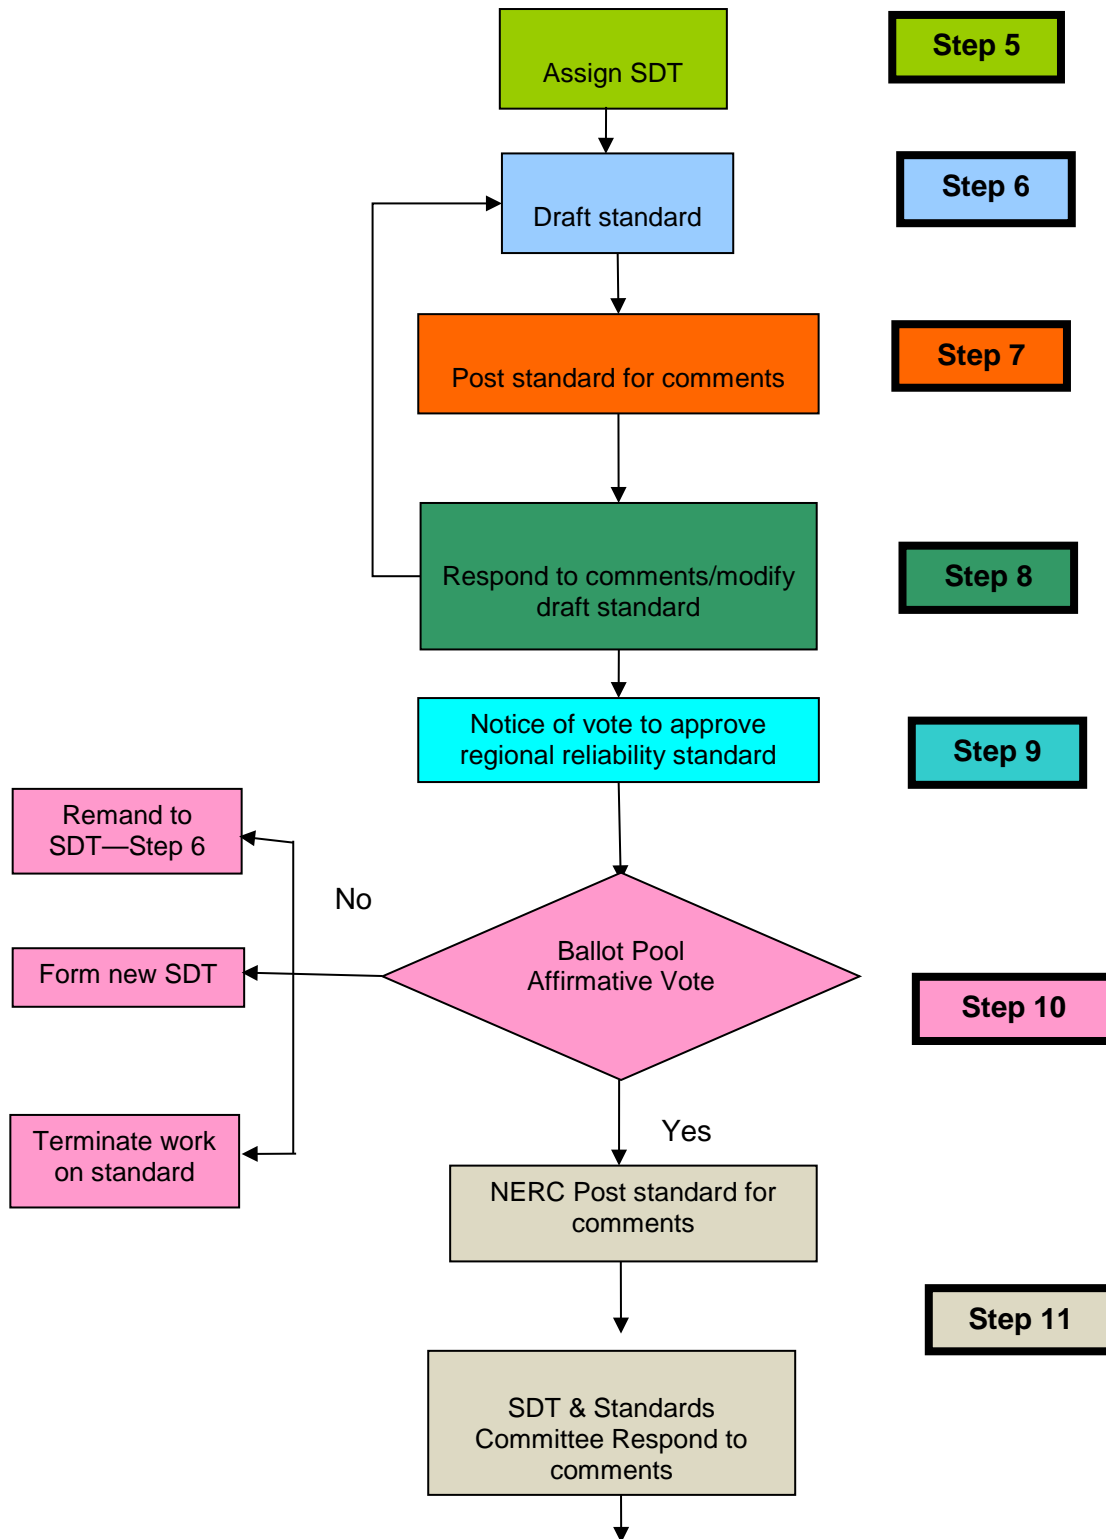 Assign SDT
Step 5
Draft standard
Step 6
Post standard for comments
Step 7
Respond to comments/modify
draft standard
Step 8
Notice of vote to approve
regional reliability standard
Step 9
Remand to
SDT—Step 6
No
Form new SDT
Ballot Pool
Affirmative Vote
Step 10
Terminate work
on standard
Yes
NERC Post standard for
comments
Step 11
SDT & Standards
Committee Respond to
comments